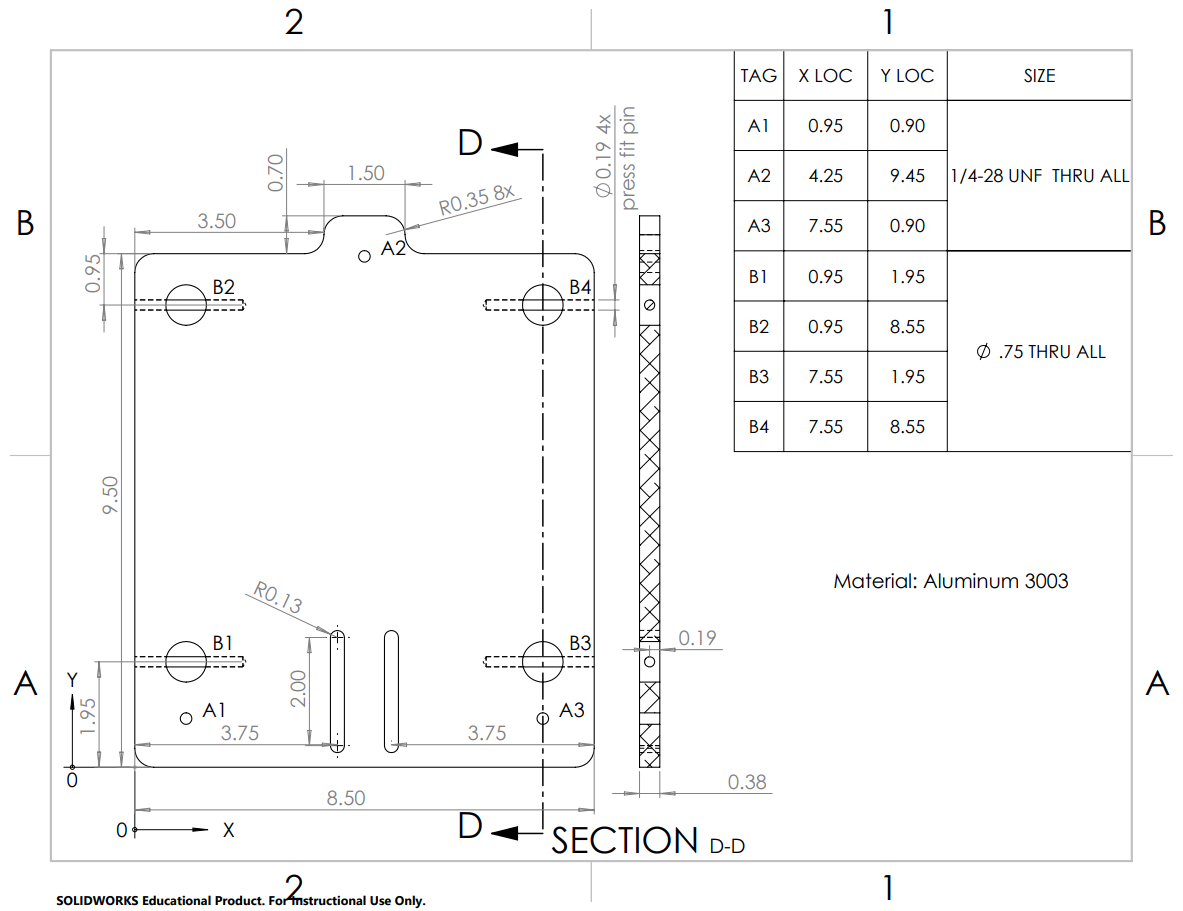 2 1
TAG X LOC Y LOC SIZE
A1 0.95 0.90
A2 4.25 9.45 1/4-28 UNF THRU ALL
A3 7.55 0.90
B1 0.95 1.95
B2 0.95 8.55
B3 7.55 1.95
B4 7.55 8.55
∅ .75 THRU ALL
D
∅0.19 4x
press fit pin
0.70
1.50
R0.35 8x
B B
3.50
A2
0.95
B2 B4
9.50
Material: Aluminum 3003
R0.13
B1 B3
0.19
A A
Y
2.00
1.95
A1 A3
3.75 3.75
0
0.38
8.50
0 X
D
SECTION D-D
2 1
SOLIDWORKS Educational Product. For Instructional Use Only.